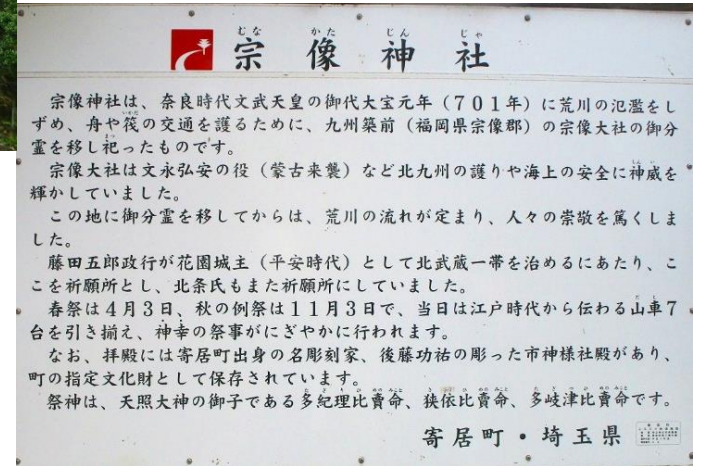 宗像神社
宗像神社は、奈良時代文武天皇の御代大宝元年（７０１年）に荒川の氾濫をし
ずめ、舟や筏の交通を護るために、九州築前（福岡県宗像郡）の宗像大社の御分
霊を移し祀ったものです。
宗像大社は文永弘安の役（蒙古来襲）など北九州の護りや海上の安全に神威を
輝かしていました。
この地に御分霊を移してからは、荒川の流れが定まり、人々の崇敬を篤くしま
した。
藤田五郎政行が花園城主（平安時代）として北武蔵一帯を治めるにあたり、こ
こを祈願所とし、北条氏もまた祈願所にしていました。
春祭は４月３日、秋の例祭は１１月３日で、当日は江戸時代から伝わる山車７
台を引き揃え、神幸の祭事がにぎやかに行われます。
なお、拝殿には寄居町出身の名彫刻家、後藤功祐の彫った市神様社殿があり、
町の指定文化財として保存されています。
祭神は、天照大神の御子である多紀理比賣命、狭依比賣命、多岐津比賣命です。
寄居町・埼玉県